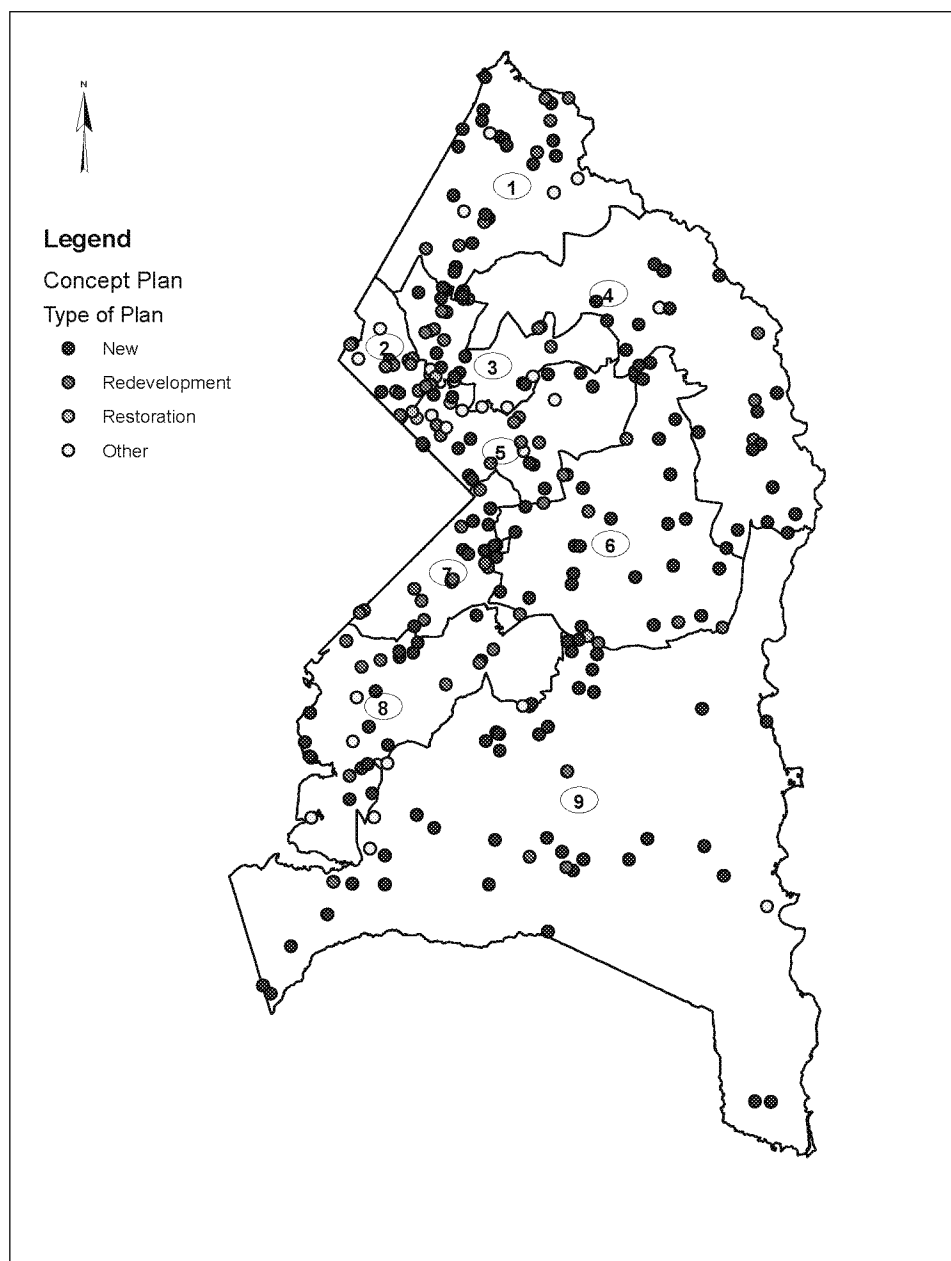 N
Legend
Concept Plan
Type of Plan
New
Redevelopment
Restoration
Other
1
2
3
4
5
6
7
8
9